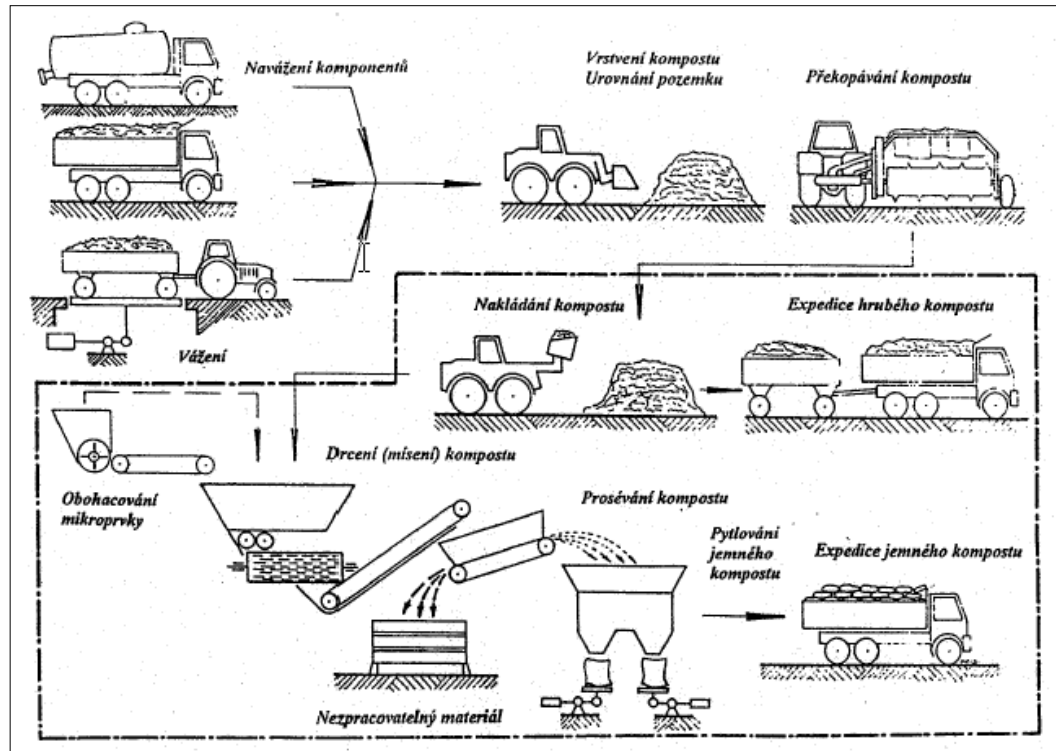 Navážení komponentů
Vrstvení kompostu
Urovnání pozemku
Překopávání kompostu
Vážení
Nakládání kompostu
Expedice hrubého kompostu
Obohacování
mikroprvky
Drcení (mísení) kompostu
Prosévání kompostu
Pytlování
jemného
kompostu
Expedice jemného kompostu
Nezpracovatelný materiál